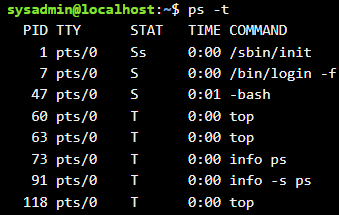 sysadmin@localhost:~$ ps -t
PID TTY STAT TIME COMMAND
1 pts/0 Ss 0:00 /sbin/init
7 pts/0 S 0:00 /bin/login -f
47 pts/0 S 0:01 -bash
60 pts/0 T 0:00 top
63 pts/0 T 0:00 top
73 pts/0 T 0:00 info ps
91 pts/0 T 0:00 info -s ps
118 pts/0 T 0:00 top